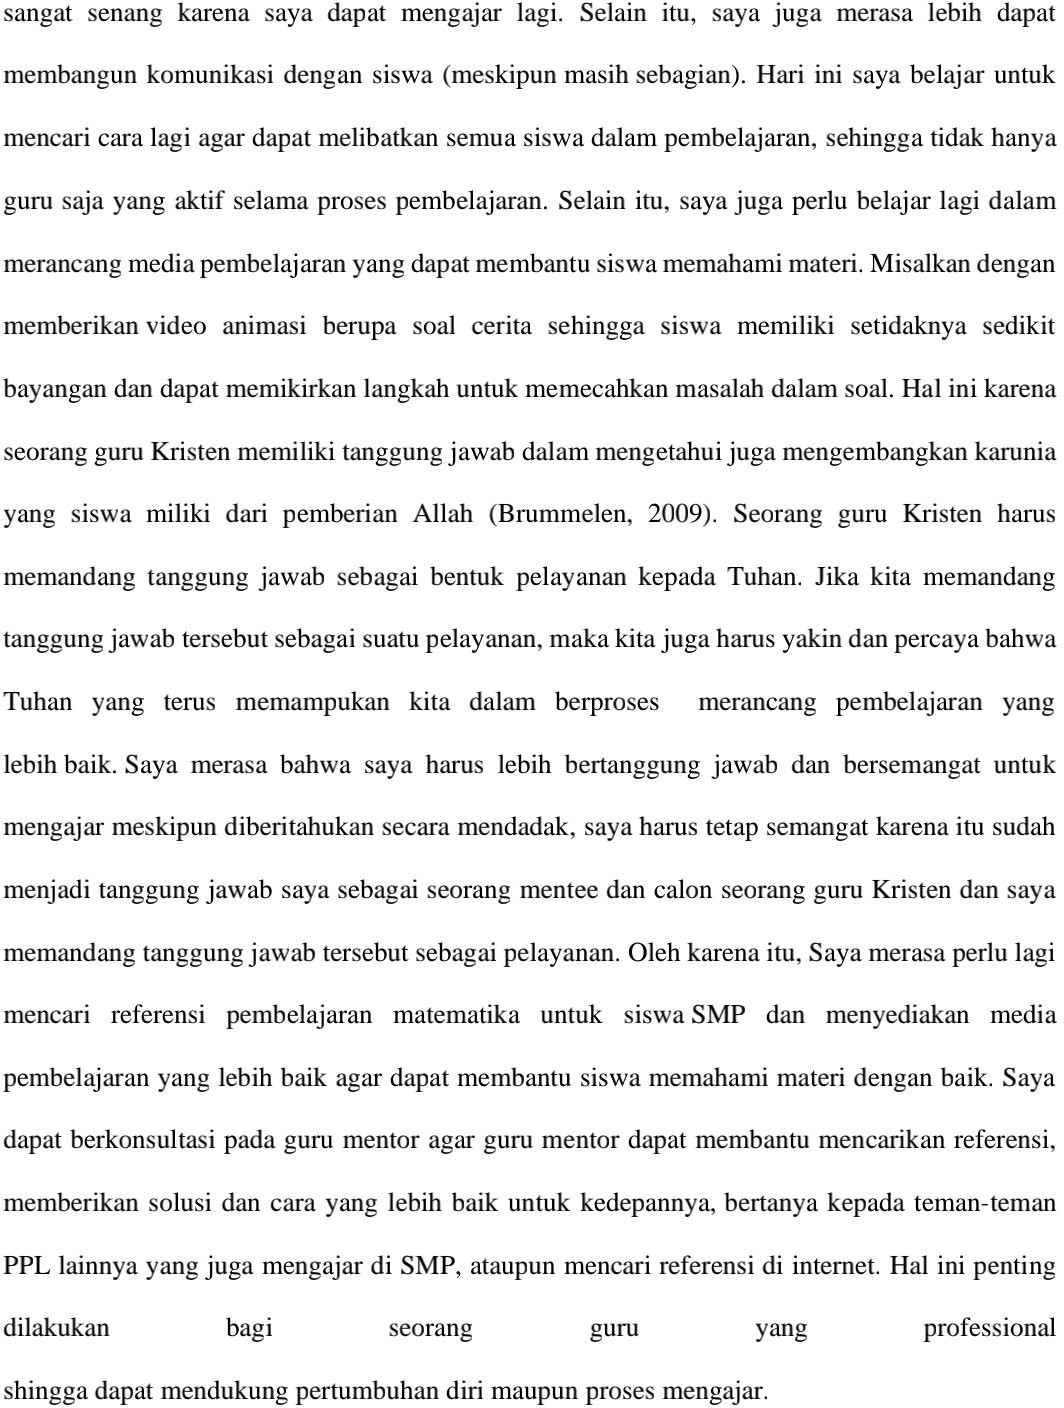 sangat senang karena saya dapat mengajar lagi. Selain itu, saya juga merasa lebih dapat
membangun komunikasi dengan siswa (meskipun masih sebagian). Hari ini saya belajar untuk
mencari cara lagi agar dapat melibatkan semua siswa dalam pembelajaran, sehingga tidak hanya
guru saja yang aktif selama proses pembelajaran. Selain itu, saya juga perlu belajar lagi dalam
merancang media pembelajaran yang dapat membantu siswa memahami materi. Misalkan dengan
memberikan video animasi berupa soal cerita sehingga siswa memiliki setidaknya sedikit
bayangan dan dapat memikirkan langkah untuk memecahkan masalah dalam soal. Hal ini karena
seorang guru Kristen memiliki tanggung jawab dalam mengetahui juga mengembangkan karunia
yang siswa miliki dari pemberian Allah (Brummelen, 2009). Seorang guru Kristen harus
memandang tanggung jawab sebagai bentuk pelayanan kepada Tuhan. Jika kita memandang
tanggung jawab tersebut sebagai suatu pelayanan, maka kita juga harus yakin dan percaya bahwa
Tuhan yang terus memampukan kita dalam berproses merancang pembelajaran yang
lebih baik. Saya merasa bahwa saya harus lebih bertanggung jawab dan bersemangat untuk
mengajar meskipun diberitahukan secara mendadak, saya harus tetap semangat karena itu sudah
menjadi tanggung jawab saya sebagai seorang mentee dan calon seorang guru Kristen dan saya
memandang tanggung jawab tersebut sebagai pelayanan. Oleh karena itu, Saya merasa perlu lagi
mencari referensi pembelajaran matematika untuk siswa SMP dan menyediakan media
pembelajaran yang lebih baik agar dapat membantu siswa memahami materi dengan baik. Saya
dapat berkonsultasi pada guru mentor agar guru mentor dapat membantu mencarikan referensi,
memberikan solusi dan cara yang lebih baik untuk kedepannya, bertanya kepada teman-teman
PPL lainnya yang juga mengajar di SMP, ataupun mencari referensi di internet. Hal ini penting
dilakukan bagi seorang guru yang professional
shingga dapat mendukung pertumbuhan diri maupun proses mengajar.